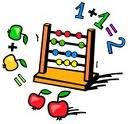 1+1=2
+
=